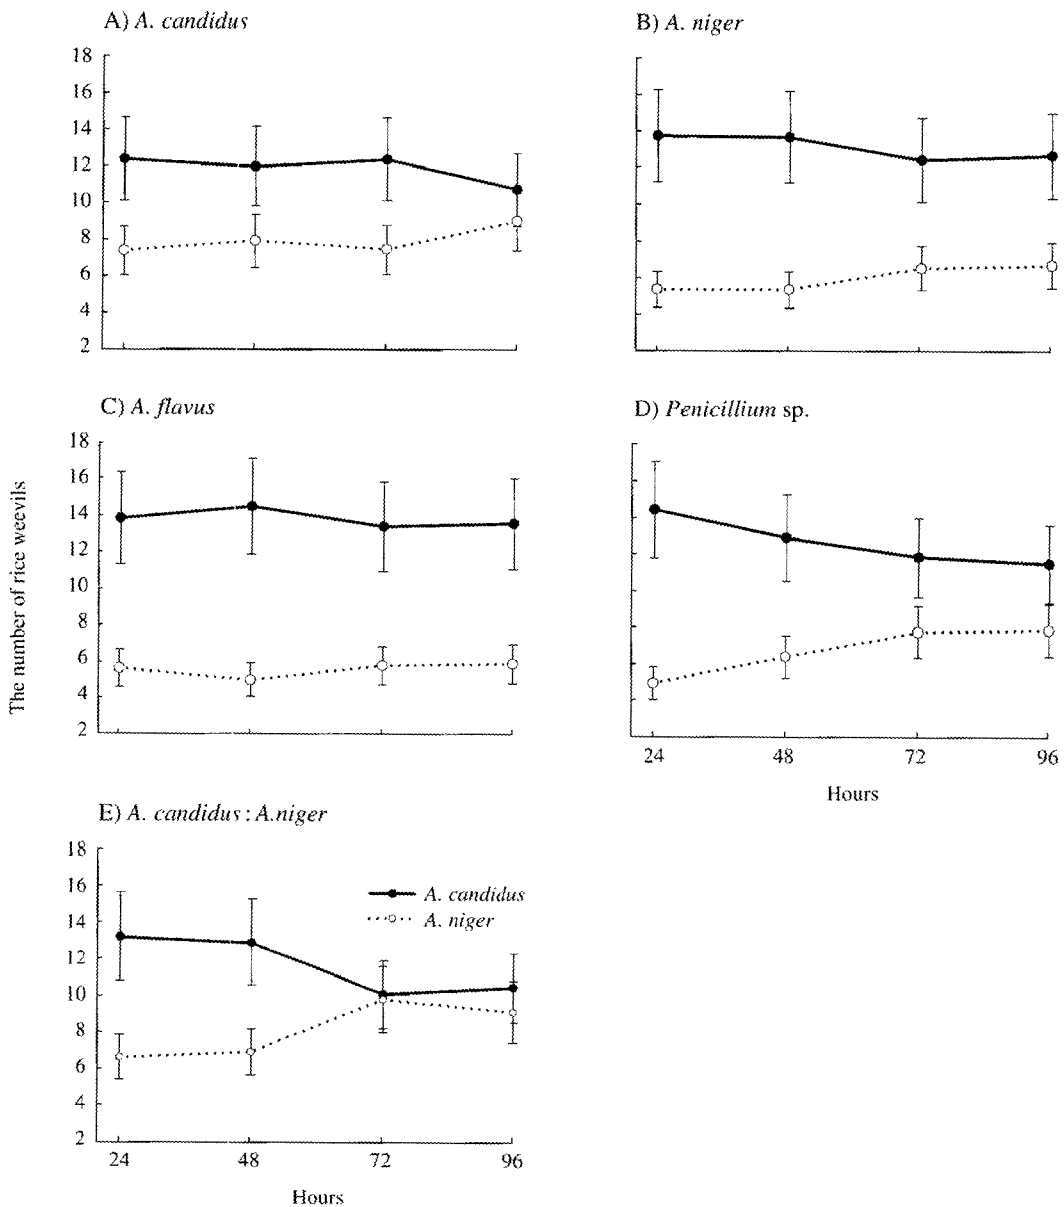 A) A. candidus
18
16
14
12
10
8
6
4
2
B) A. niger
C) A. flavus
18
16
14
12
10
8
6
4
2
D) Penicillium sp.
24 48 72 96
Hours
The number of rice weevils
E) A. candidus : A.niger
18
16
14
12
10
8
6
4
2
A. candidus
A. niger
24 48 72 96
Hours